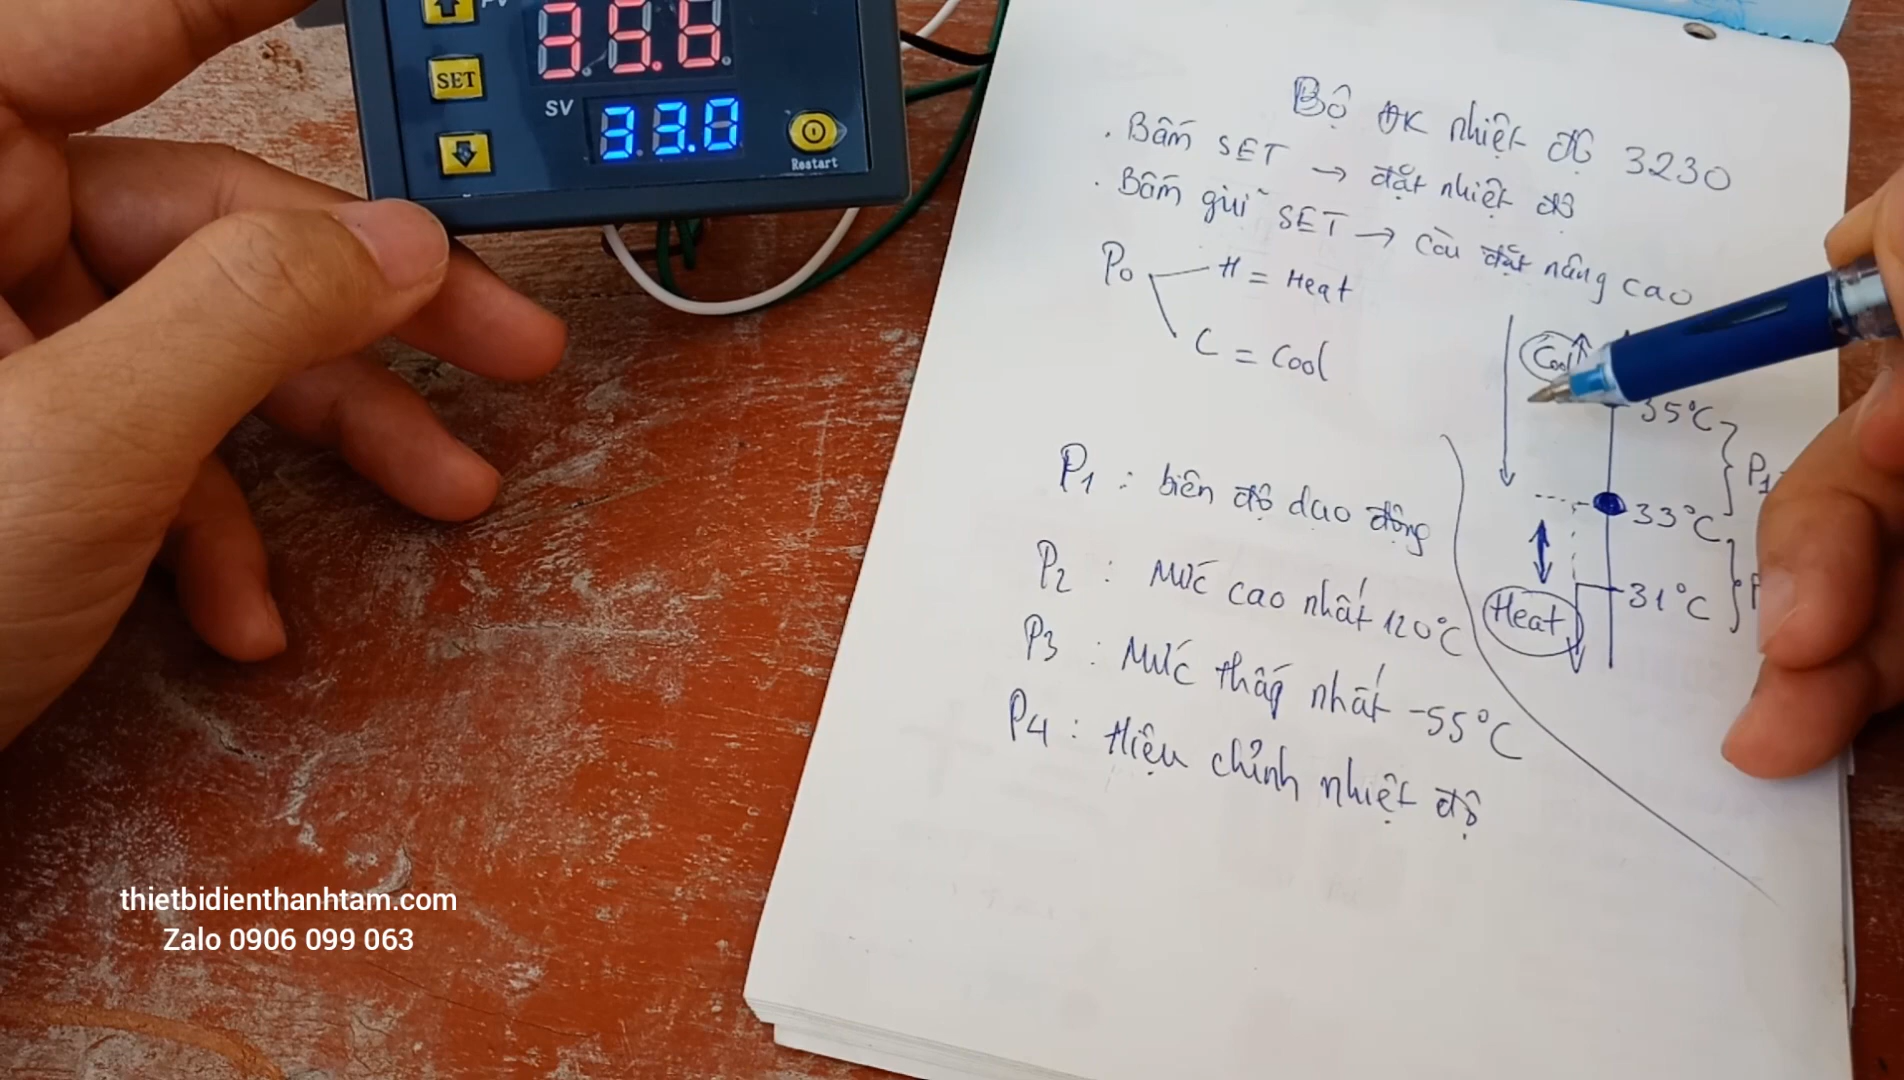 PV
35.6
SET
SV
33.0
Restart
Bộ ĐK nhiệt độ 3230
. Bấm SET → đặt nhiệt độ
. Bấm giữ SET → Cài đặt nâng cao
P0
H = Heat
C = Cool
Cool
35°C
P1
33°C
31°C
Heat
P1 : biên độ dao động
P2 : Mức cao nhất 120°C
P3 : Mức thấp nhất -55°C
P4 : Hiệu chỉnh nhiệt độ
thietbidienthanhtam.com
Zalo 0906 099 063